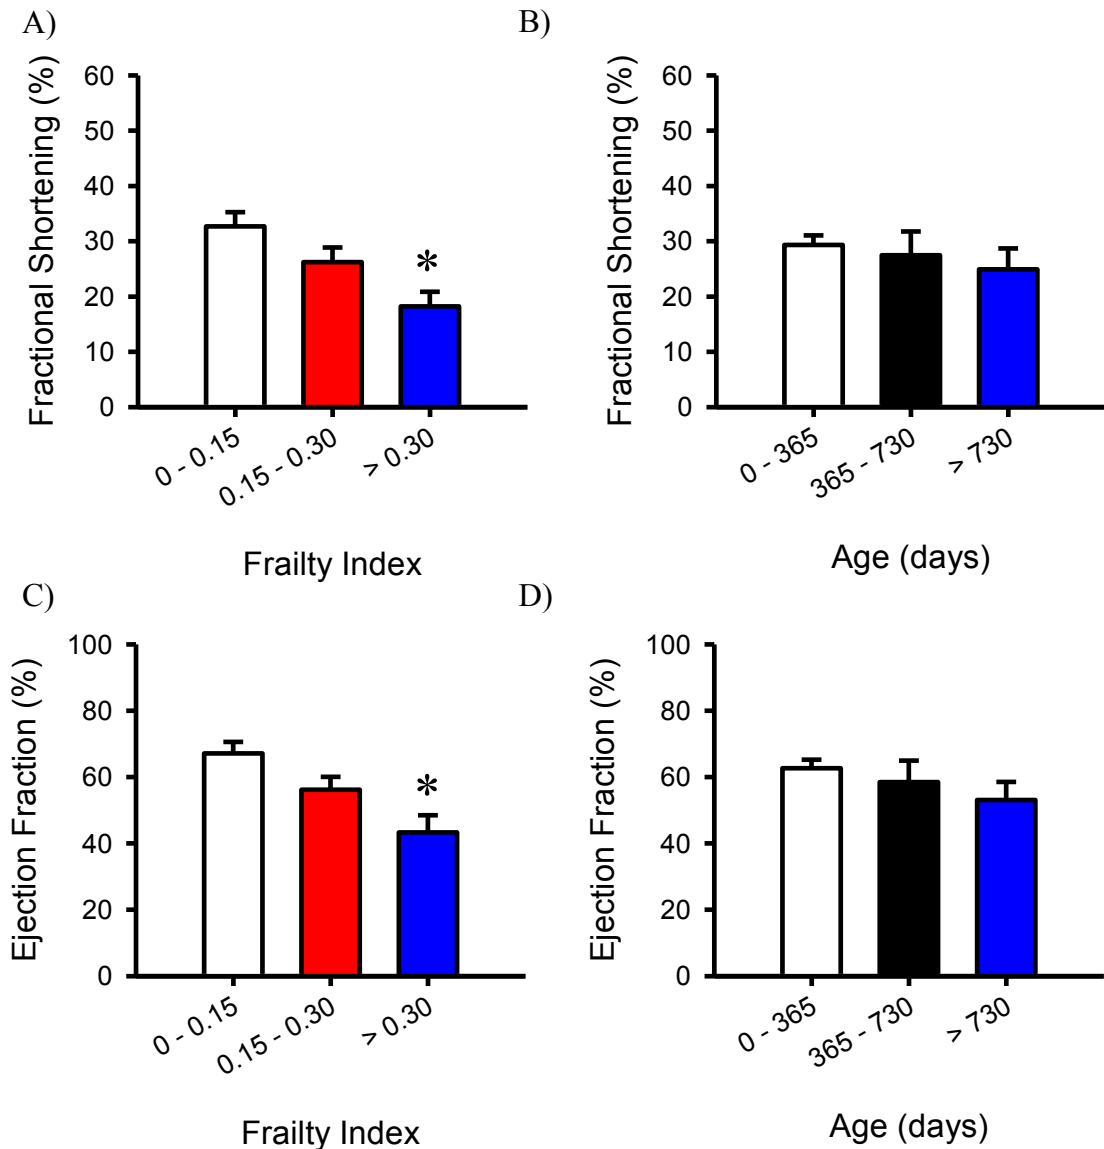 A)
Fractional Shortening (%)
60
50
40
30
20
10
0
*
0 - 0.15
0.15 - 0.30
> 0.30
Frailty Index
B)
Fractional Shortening (%)
60
50
40
30
20
10
0
0 - 365
365 - 730
> 730
Age (days)
C)
Ejection Fraction (%)
100
80
60
40
20
0
*
0 - 0.15
0.15 - 0.30
> 0.30
Frailty Index
D)
Ejection Fraction (%)
100
80
60
40
20
0
0 - 365
365 - 730
> 730
Age (days)